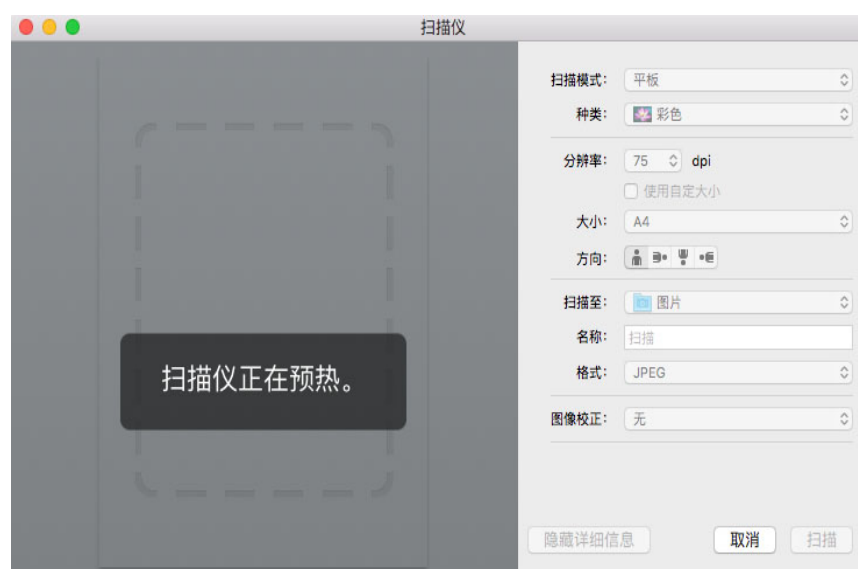 扫描仪
扫描仪正在预热。
扫描模式： 平板
种类： 彩色
分辨率： 75 dpi
使用自定大小
大小： A4
方向：
扫描至： 图片
名称： 扫描
格式： JPEG
图像校正： 无
隐藏详细信息 取消 扫描